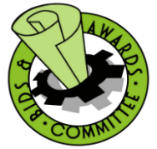 BIDS & AWARDS
• COMMITTEE •